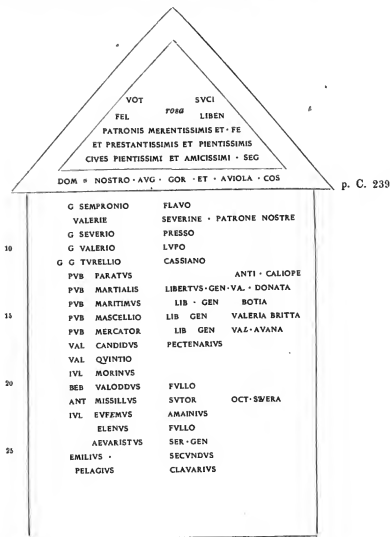 VOT SVCI
FEL rosa LIBEN
PATRONIS MERENTISSIMIS ET · FE
ET PRESTANTISSIMIS ET PIENTISSIMIS
CIVES PIENTISSIMI ET AMICISSIMI · SEG
DOM NOSTRO · AVG · GOR · ET · AVIOLA · COS p. C. 239
G SEMPRONIO FLAVO
VALERIE SEVERINE · PATRONE NOSTRE
G SEVERIO PRESSO
10 G VALERIO LVPO
G G TVRELLIO CASSIANO
PVB PARATVS ANTI · CALIOPE
PVB MARTIALIS LIBERTVS · GEN · VA. · DONATA
PVB MARITIMVS LIB · GEN BOTIA
15 PVB MASCELLIO LIB GEN VALERIA BRITTA
PVB MERCATOR LIB GEN VAL · AVANA
VAL CANDIDVS PECTENARIVS
VAL QVINTIO
IVL MORINVS
20 BEB VALODDVS FVLLO
ANT MISSILLVS SVTOR OCT · SEVERA
IVL EVFEMVS AMAINIVS
ELENVS FVLLO
AEVARISTVS SER · GEN
25 EMILIVS · SECVNDVS
PELAGIVS CLAVARIVS